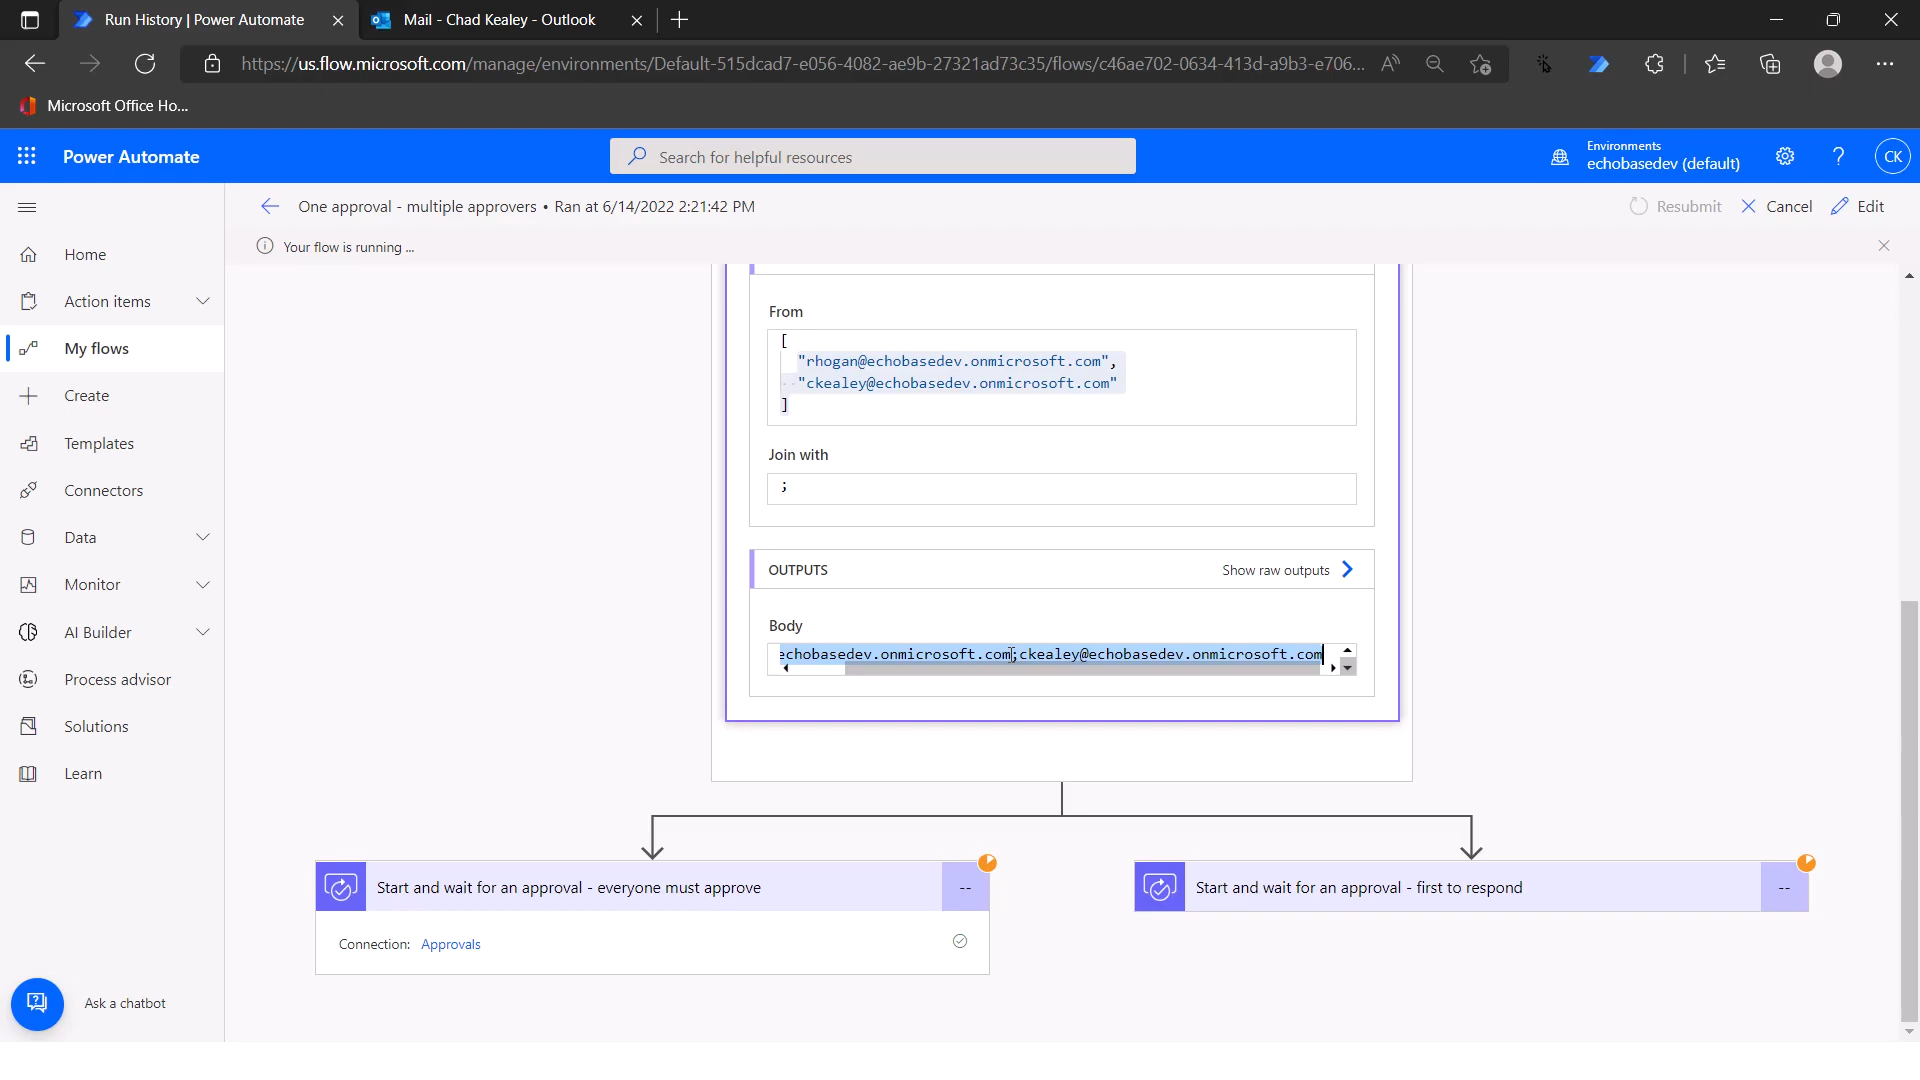 Run History | Power Automate
Mail - Chad Kealey - Outlook
https://us.flow.microsoft.com/manage/environments/Default-515dcad7-e056-4082-ae9b-27321ad73c35/flows/c46ae702-0634-413d-a9b3-e706...
Microsoft Office Ho...
Power Automate
Search for helpful resources
Environments
echobasedev (default)
?
CK
One approval - multiple approvers • Ran at 6/14/2022 2:21:42 PM
Resubmit
Cancel
Edit
Your flow is running ...
Home
Action items
My flows
Create
Templates
Connectors
Data
Monitor
AI Builder
Process advisor
Solutions
Learn
Ask a chatbot
From
[
"rhogan@echobasedev.onmicrosoft.com",
"ckealey@echobasedev.onmicrosoft.com"
]
Join with
;
OUTPUTS
Show raw outputs
Body
echobasedev.onmicrosoft.com;ckealey@echobasedev.onmicrosoft.com
Start and wait for an approval - everyone must approve
--
Connection: Approvals
Start and wait for an approval - first to respond
--